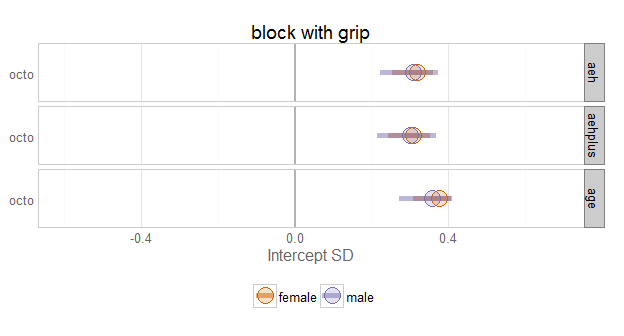 block with grip
octo
aeh
octo
aehplus
octo
age
-0.4 0.0 0.4
Intercept SD
female male